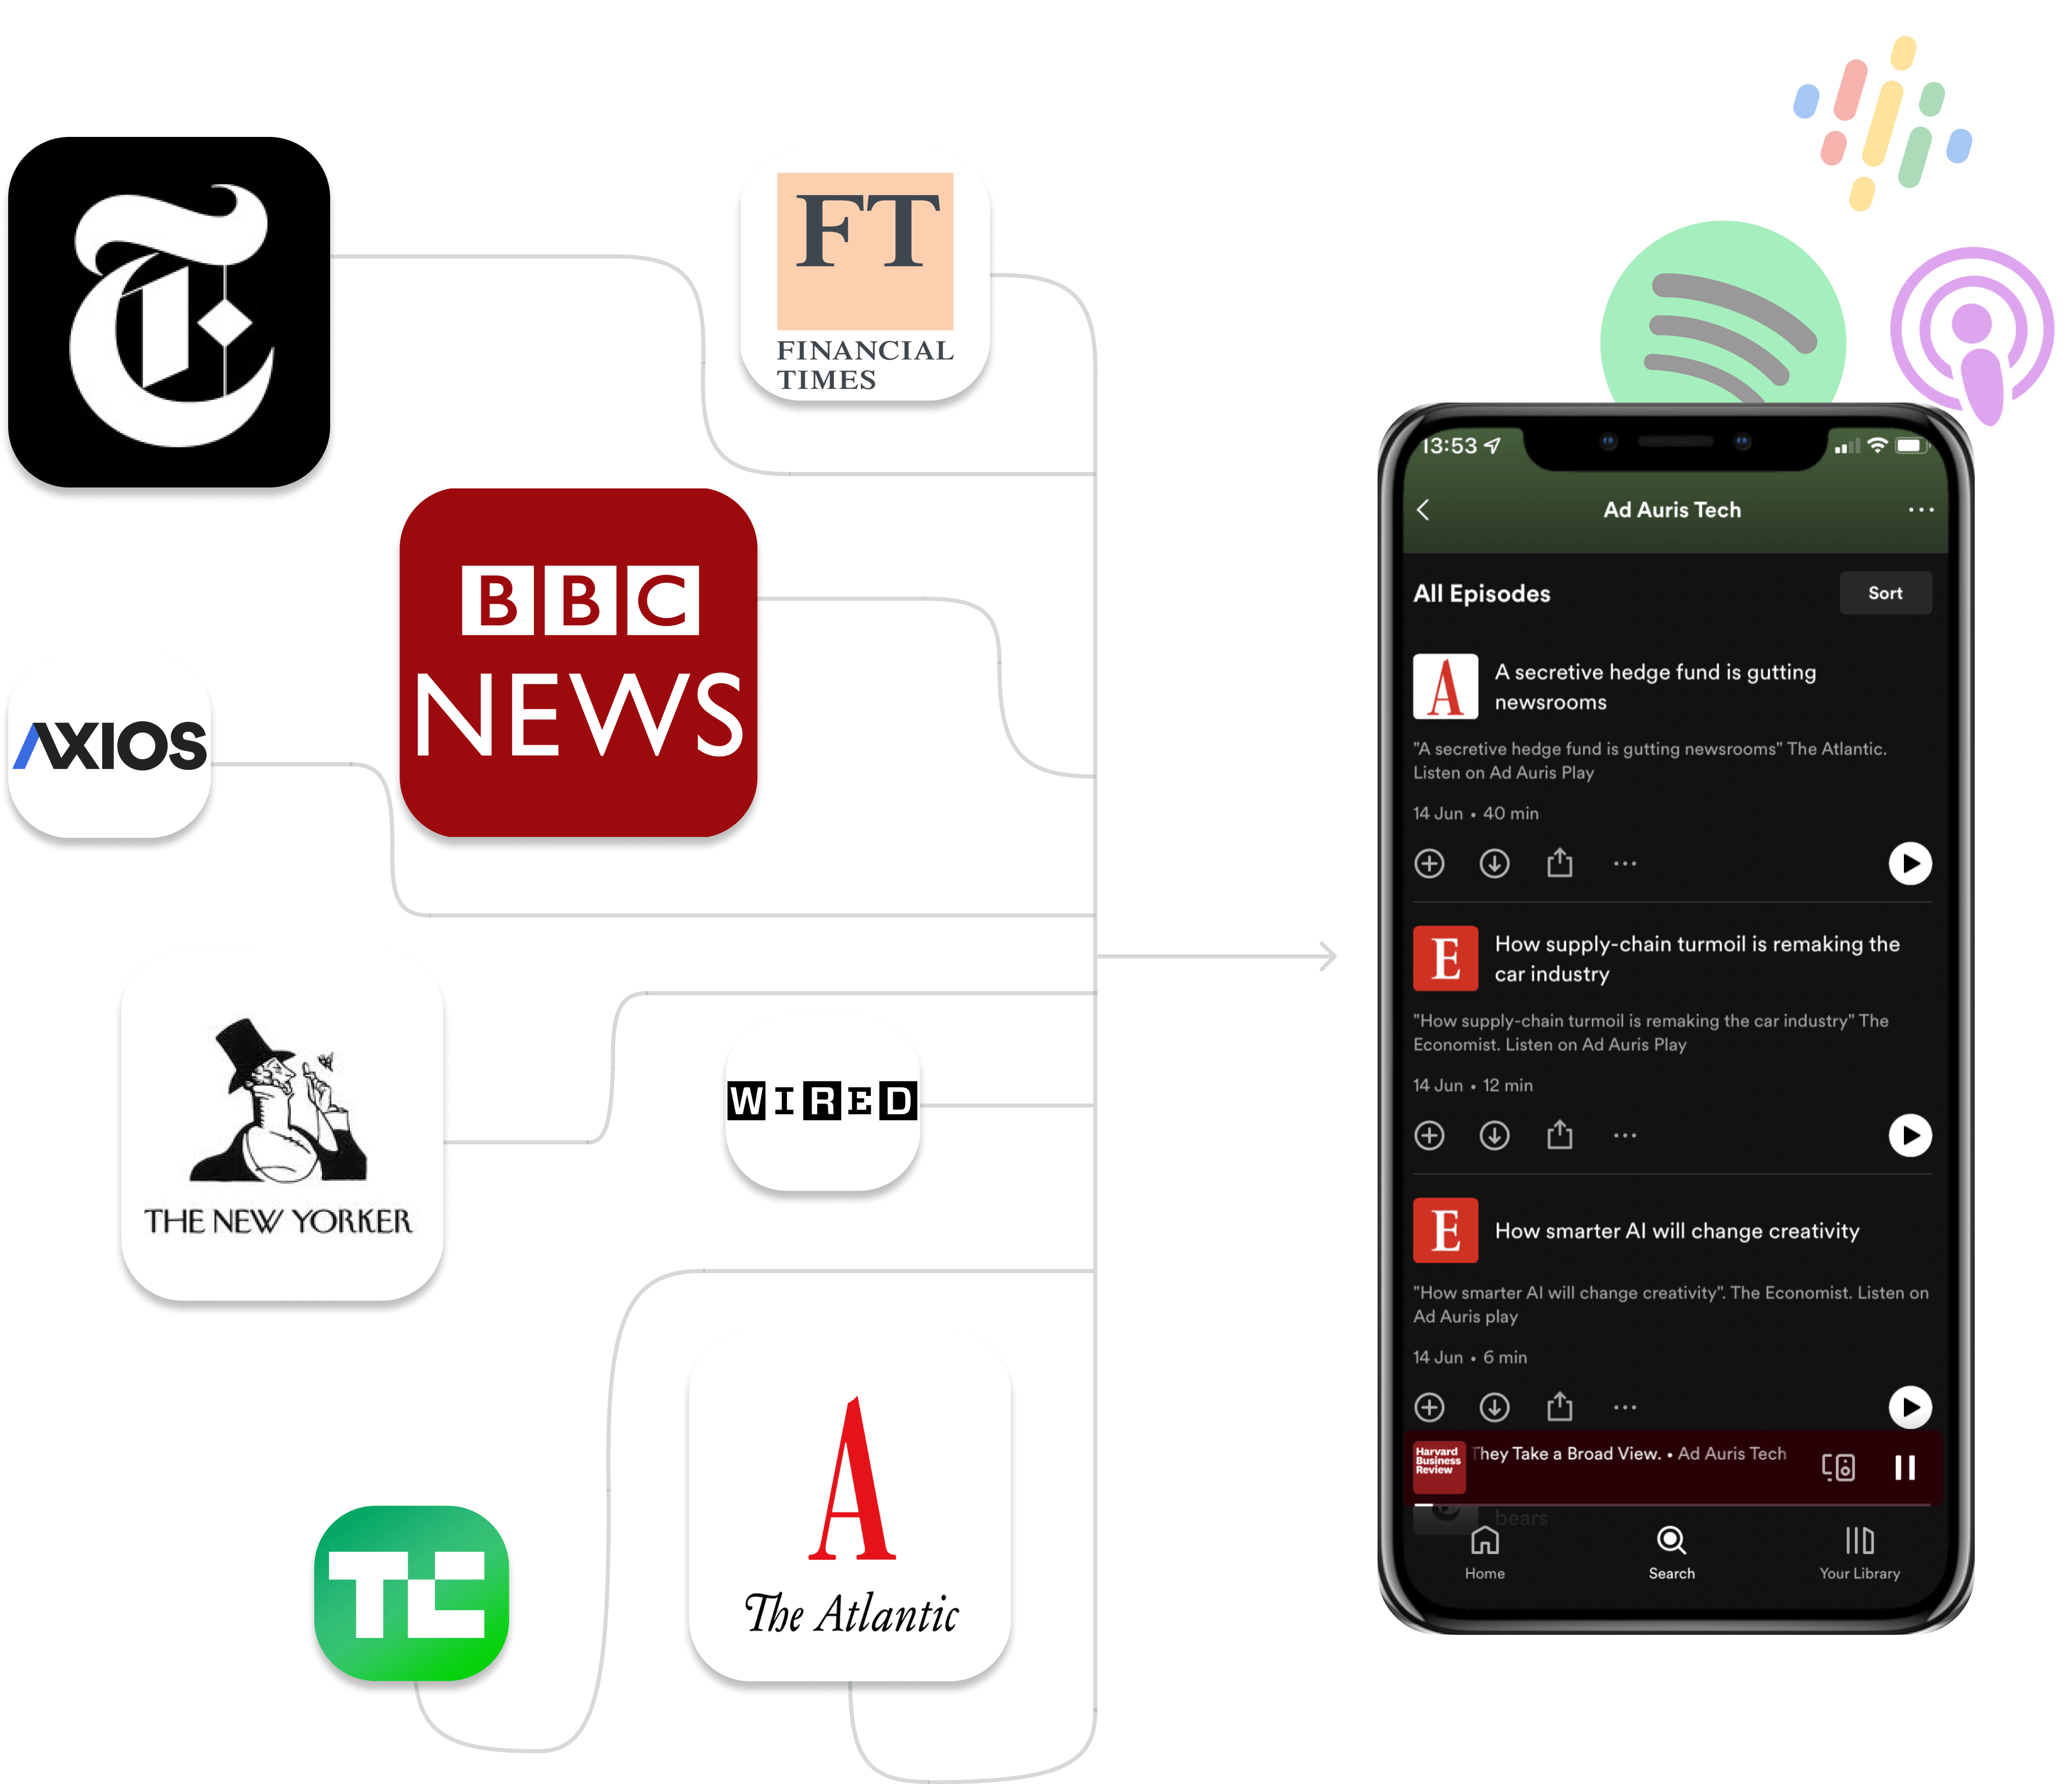 FT
FINANCIAL
TIMES
BBC
NEWS
AXIOS
THE NEW YORKER
WIRED
A
The Atlantic
TC
13:53
Ad Auris Tech
All Episodes
Sort
A
A secretive hedge fund is gutting
newsrooms
"A secretive hedge fund is gutting newsrooms" The Atlantic.
Listen on Ad Auris Play
14 Jun • 40 min
E
How supply-chain turmoil is remaking the
car industry
"How supply-chain turmoil is remaking the car industry" The
Economist. Listen on Ad Auris Play
14 Jun • 12 min
E
How smarter AI will change creativity
"How smarter AI will change creativity". The Economist. Listen on
Ad Auris play
14 Jun • 6 min
Harvard
Business
Review
They Take a Broad View. • Ad Auris Tech
bears
Home
Search
Your Library